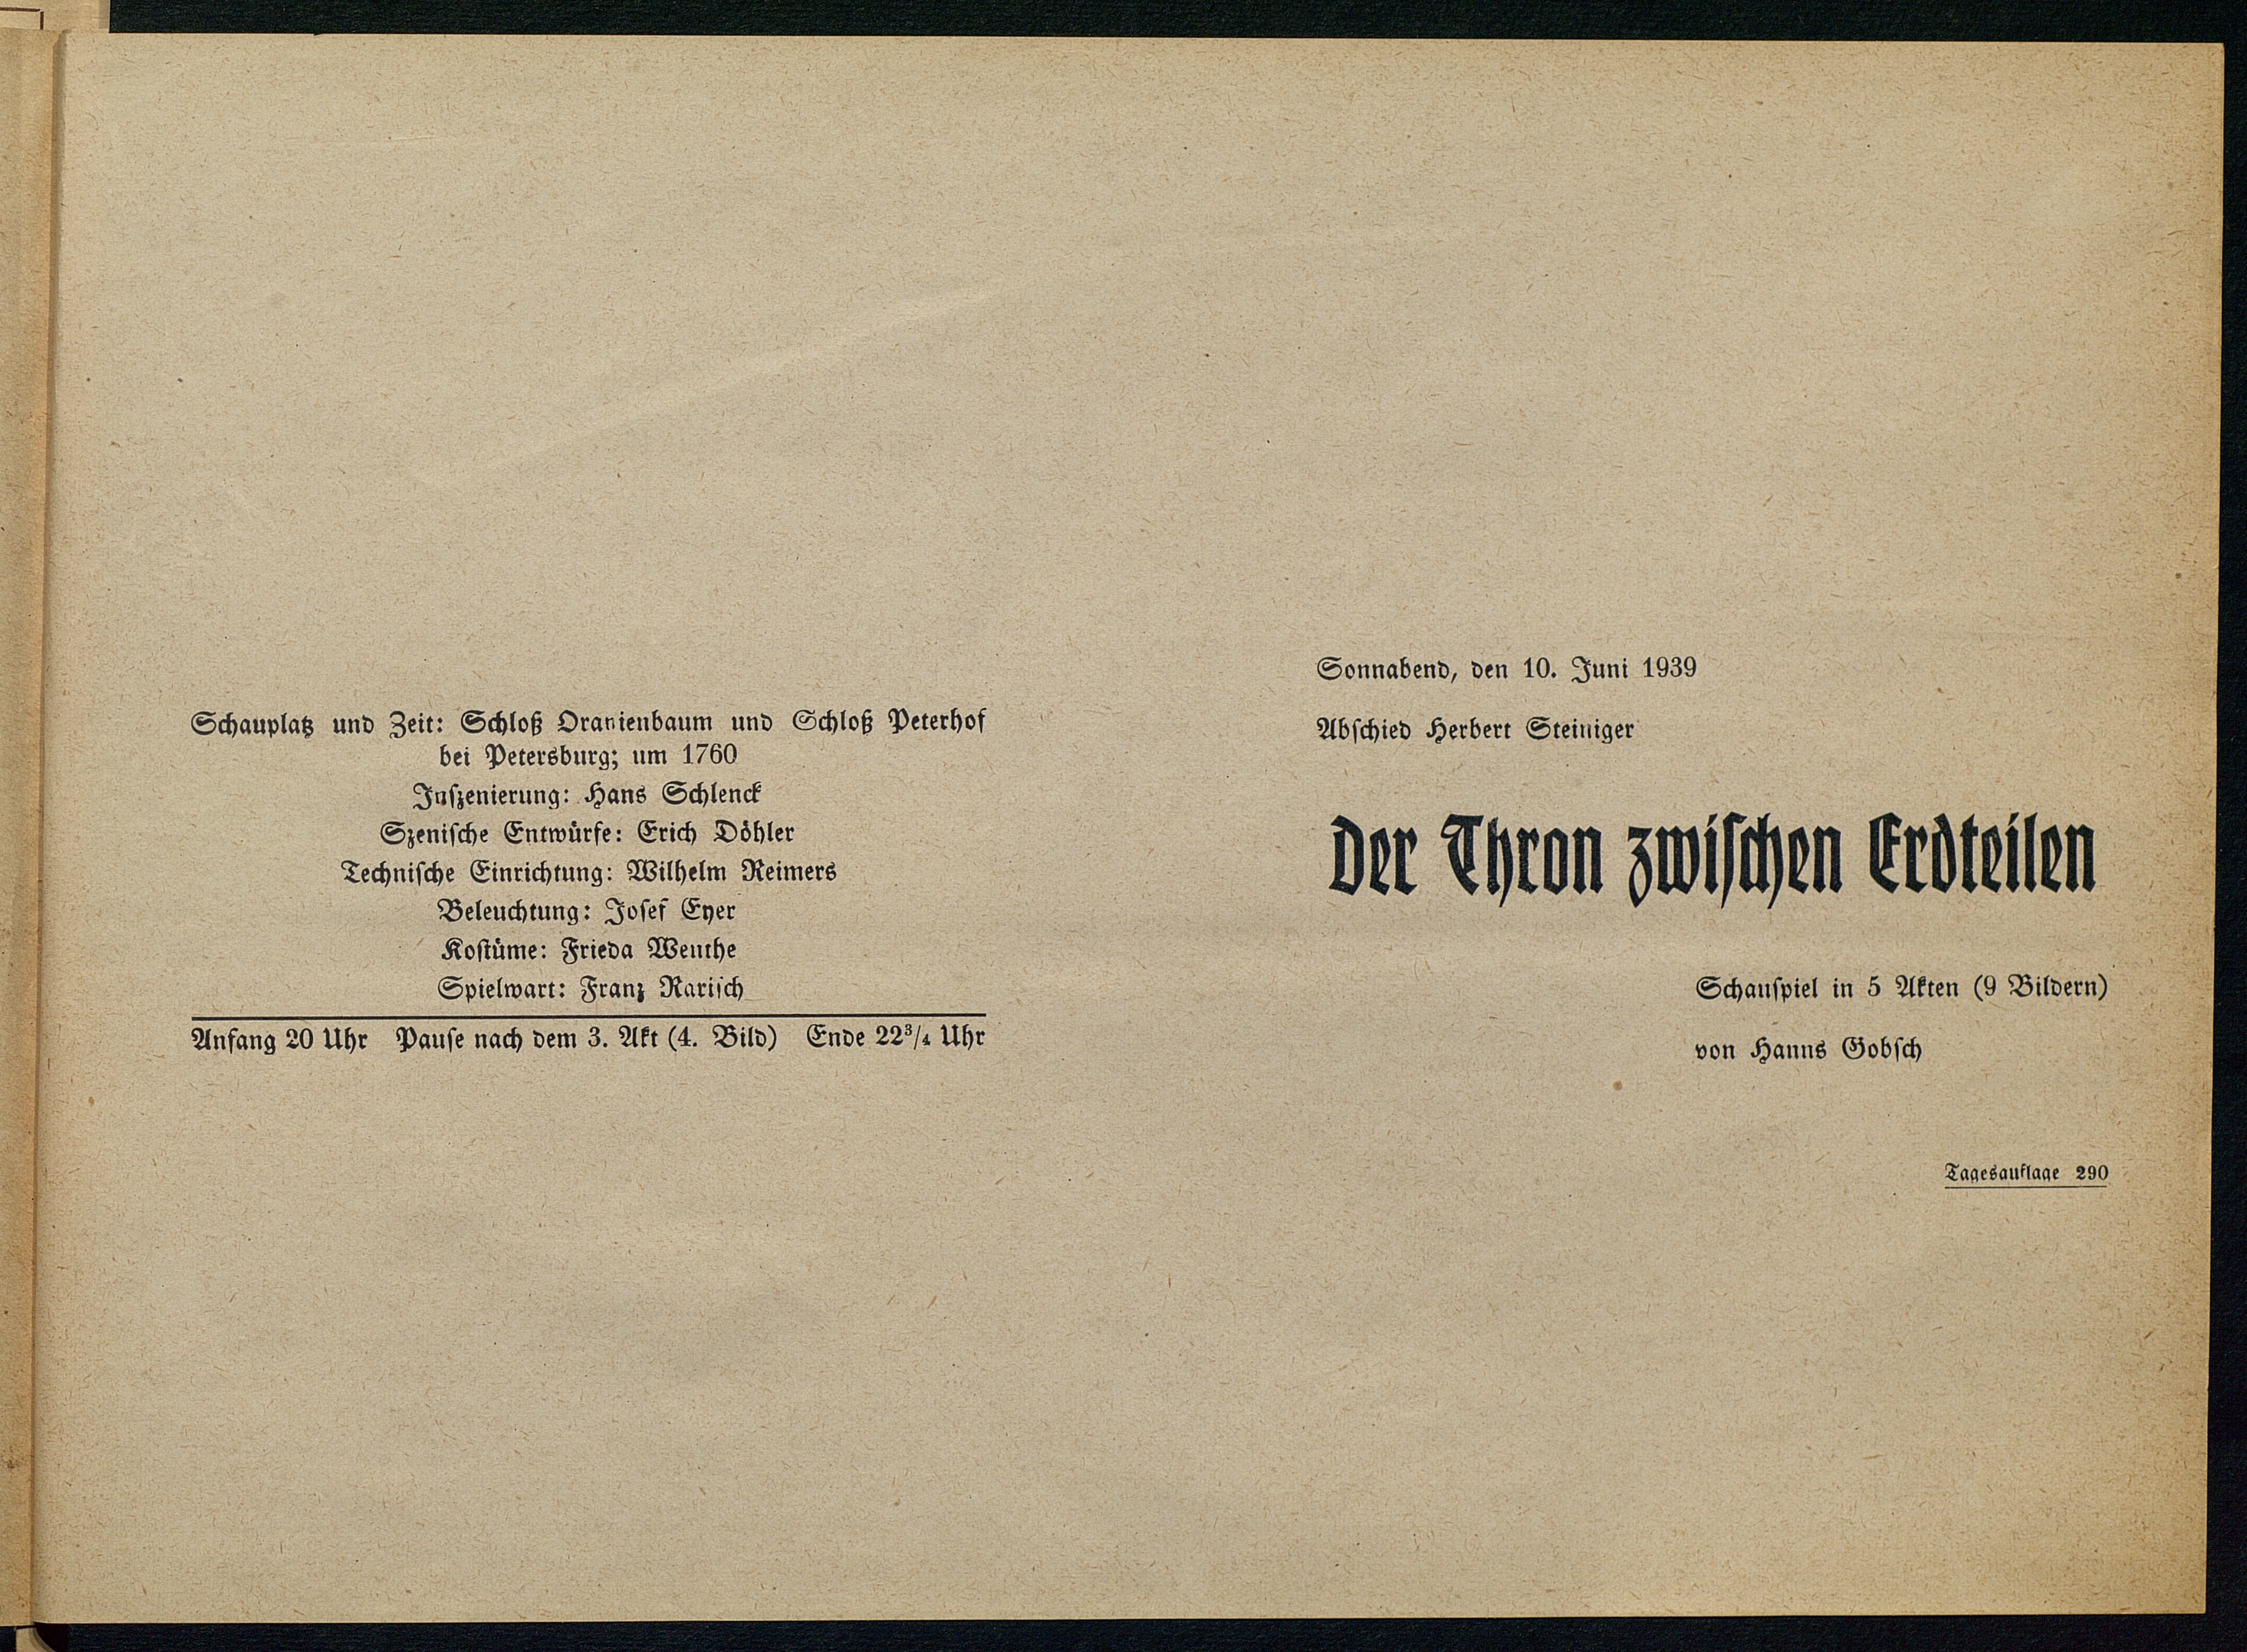 Schauplatz und Zeit: Schloß Oranienbaum und Schloß Peterhof
bei Petersburg; um 1760
Inszenierung: Hans Schlenck
Szenische Entwürfe: Erich Döhler
Technische Einrichtung: Wilhelm Reimers
Beleuchtung: Josef Eyer
Kostüme: Frieda Wenthe
Spielwart: Franz Rarisch
Anfang 20 Uhr Pause nach dem 3. Akt (4. Bild) Ende 22³/₄ Uhr
Sonnabend, den 10. Juni 1939
Abschied Herbert Steiniger
Der Thron zwischen Erdteilen
Schauspiel in 5 Akten (9 Bildern)
von Hanns Gobsch
Tagesauflage 290